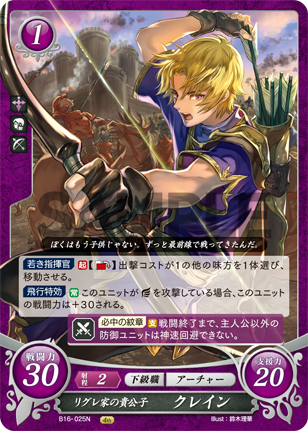 1
SAMPLE
ぼくはもう子供じゃない。ずっと最前線で戦ってきたんだ。
若き指揮官 起【】出撃コストが1の他の味方を1体選び、
移動させる。
飛行特効 常 このユニットが を攻撃している場合、このユニット
の戦闘力は+30される。
必中の紋章 支 戦闘終了まで、主人公以外の
防御ユニットは神速回避できない。
戦闘力
30
射程 2 下級職 アーチャー
支援力
20
リグレ家の貴公子 クレイン
B16-025N 4th Illust:鈴木理華